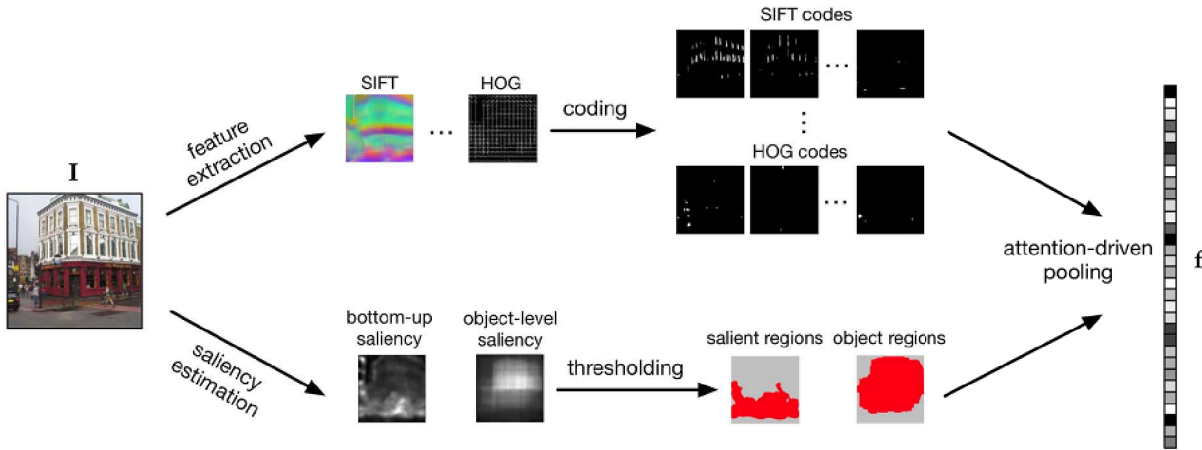 I
feature
extraction
SIFT
...
HOG
coding
SIFT codes
...
⋮
HOG codes
...
saliency
estimation
bottom-up
saliency
object-level
saliency
thresholding
salient regions
object regions
attention-driven
pooling
f